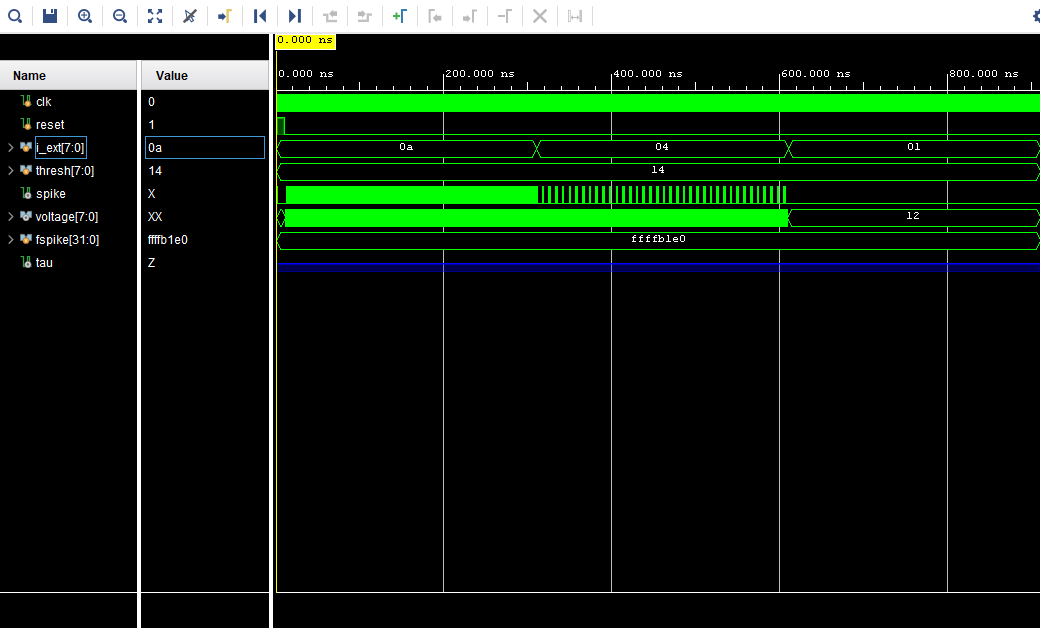 0.000 ns
Name Value
0.000 ns 200.000 ns 400.000 ns 600.000 ns 800.000 ns
clk 0
reset 1
i_ext[7:0] 0a 0a 04 01
thresh[7:0] 14 14
spike X
voltage[7:0] XX 12
fspike[31:0] ffffb1e0 ffffb1e0
tau Z